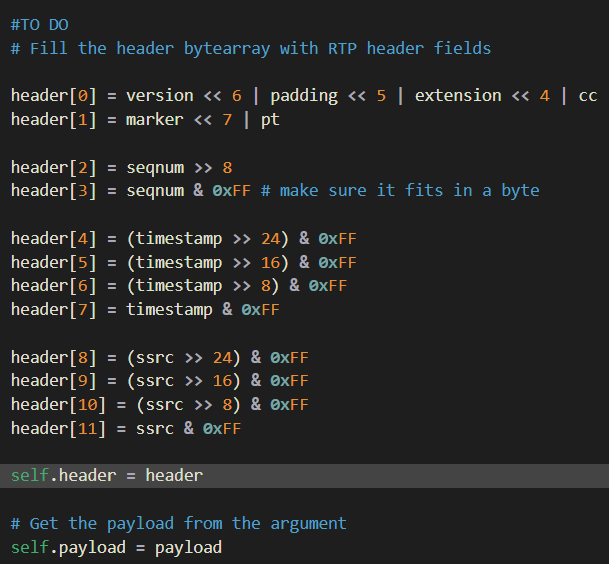 #TO DO
# Fill the header bytearray with RTP header fields
header[0] = version << 6 | padding << 5 | extension << 4 | cc
header[1] = marker << 7 | pt
header[2] = seqnum >> 8
header[3] = seqnum & 0xFF # make sure it fits in a byte
header[4] = (timestamp >> 24) & 0xFF
header[5] = (timestamp >> 16) & 0xFF
header[6] = (timestamp >> 8) & 0xFF
header[7] = timestamp & 0xFF
header[8] = (ssrc >> 24) & 0xFF
header[9] = (ssrc >> 16) & 0xFF
header[10] = (ssrc >> 8) & 0xFF
header[11] = ssrc & 0xFF
self.header = header
# Get the payload from the argument
self.payload = payload